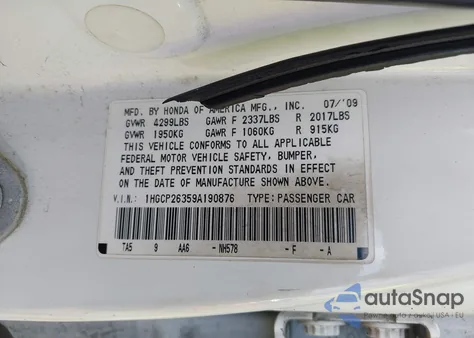 MFD. BY HONDA OF AMERICA MFG., INC. 07/'09
GVWR 4299LBS GAWR F 2337LBS R 2017LBS
GVWR 1950KG GAWR F 1060KG R 915KG
THIS VEHICLE CONFORMS TO ALL APPLICABLE
FEDERAL MOTOR VEHICLE SAFETY, BUMPER,
AND THEFT PREVENTION STANDARDS IN EFFECT
ON THE DATE OF MANUFACTURE SHOWN ABOVE.
V.I.N.: 1HGCP26359A190876 TYPE: PASSENGER CAR
TA5 9 AA6 -NH578 -F -A
autoSnap